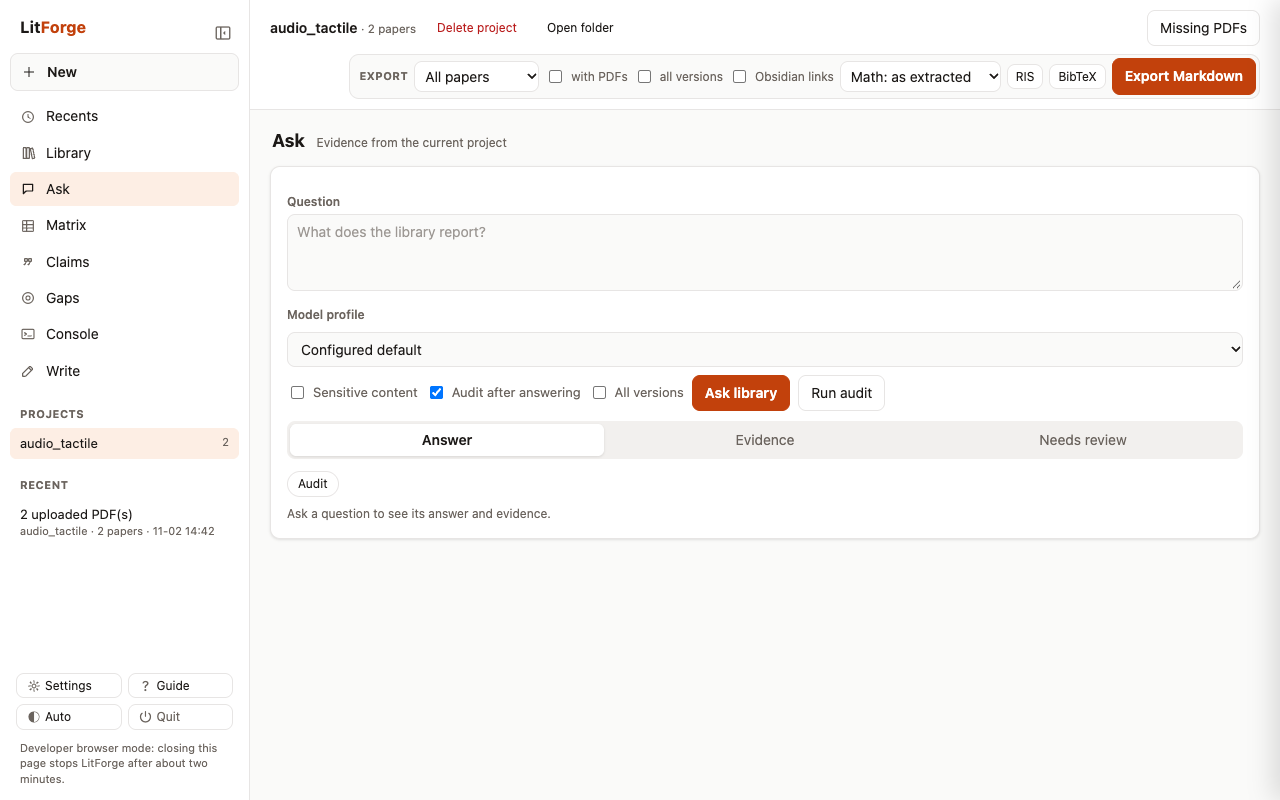 LitForge
New
Recents
Library
Ask
Matrix
Claims
Gaps
Console
Write
PROJECTS
audio_tactile 2
RECENT
2 uploaded PDF(s)
audio_tactile · 2 papers · 11-02 14:42
Settings
? Guide
Auto
Quit
Developer browser mode: closing this
page stops LitForge after about two
minutes.
audio_tactile · 2 papers Delete project Open folder Missing PDFs
EXPORT All papers with PDFs all versions Obsidian links Math: as extracted RIS BibTeX Export Markdown
Ask Evidence from the current project
Question
What does the library report?
Model profile
Configured default
Sensitive content Audit after answering All versions Ask library Run audit
Answer Evidence Needs review
Audit
Ask a question to see its answer and evidence.